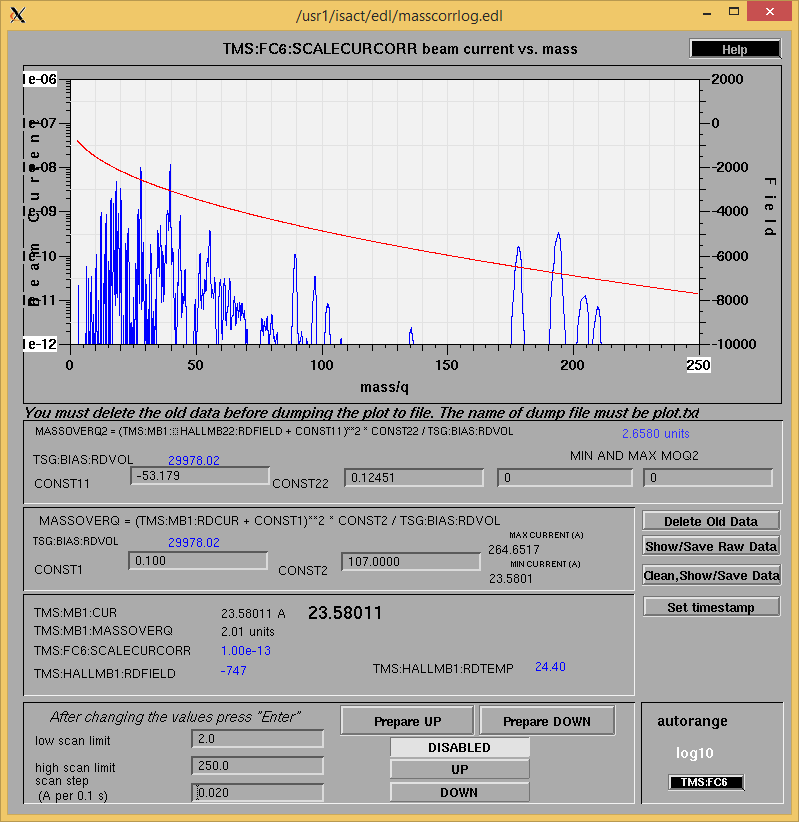 /usr1/isact/edl/masscorrlog.edl
TMS:FC6:SCALECURCORR beam current vs. mass
Help
1e-06
1e-07
1e-08
1e-09
1e-10
1e-11
1e-12
Beam Current
2000
0
-2000
-4000
-6000
-8000
-10000
Field
0 50 100 150 200 250
mass/q
You must delete the old data before dumping the plot to file. The name of dump file must be plot.txt
MASSOVERQ2 = (TMS:MB1: HALLMB22:RDFIELD + CONST11)**2 * CONST22 / TSG:BIAS:RDVOL
2.6580 units
TSG:BIAS:RDVOL 29978.02 MIN AND MAX MOQ2
CONST11 -53.179 CONST22 0.12451 0 0
MASSOVERQ = (TMS:MB1:RDCUR + CONST1)**2 * CONST2 / TSG:BIAS:RDVOL
TSG:BIAS:RDVOL 29978.02
MAX CURRENT (A)
264.6517
CONST1 0.100 CONST2 107.0000
MIN CURRENT (A)
23.5801
Delete Old Data
Show/Save Raw Data
Clean,Show/Save Data
Set timestamp
TMS:MB1:CUR 23.58011 A 23.58011
TMS:MB1:MASSOVERQ 2.01 units
TMS:FC6:SCALECURCORR 1.00e-13
TMS:HALLMB1:RDFIELD -747 TMS:HALLMB1:RDTEMP 24.40
After changing the values press "Enter"
low scan limit 2.0
high scan limit 250.0
scan step
(A per 0.1 s) 0.020
Prepare UP Prepare DOWN
DISABLED
UP
DOWN
autorange
log10
TMS:FC6